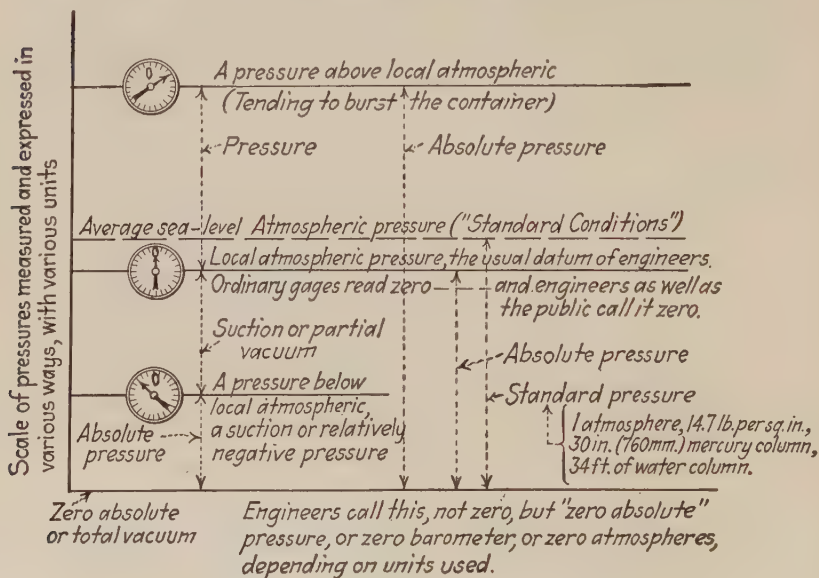 Scale of pressures measured and expressed in
various ways, with various units
0
A pressure above local atmospheric
(Tending to burst the container)
Pressure
Absolute pressure
Average sea-level Atmospheric pressure ("Standard Conditions")
0
Local atmospheric pressure, the usual datum of engineers.
Ordinary gages read zero — and engineers as well as
the public call it zero.
Suction or partial
vacuum
Absolute pressure
0
A pressure below
local atmospheric,
a suction or relatively
negative pressure
Absolute
pressure
Standard pressure
1 atmosphere, 14.7 lb. per sq. in.,
30 in. (760mm.) mercury column,
34 ft. of water column.
Zero absolute
or total vacuum
Engineers call this, not zero, but "zero absolute"
pressure, or zero barometer, or zero atmospheres,
depending on units used.